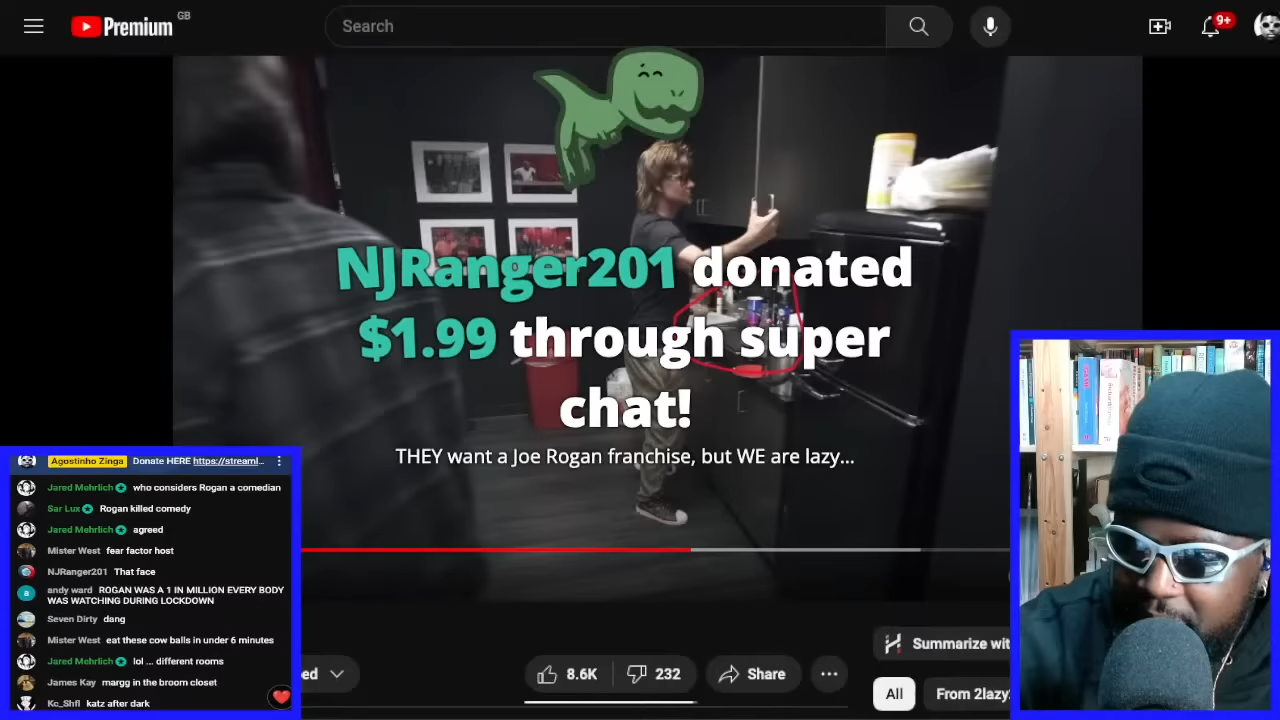 Premium GB
Search
9+
NJRanger201 donated
$1.99 through super
chat!
THEY want a Joe Rogan franchise, but WE are lazy...
Agostinho Zinga Donate HERE https://streaml...
Jared Mehrlich who considers Rogan a comedian
Sar Lux Rogan killed comedy
Jared Mehrlich agreed
Mister West fear factor host
NJRanger201 That face
andy ward ROGAN WAS A 1 IN MILLION EVERY BODY
WAS WATCHING DURING LOCKDOWN
Seven Dirty dang
Mister West eat these cow balls in under 6 minutes
Jared Mehrlich lol ... different rooms
James Kay margg in the broom closet
Kc_Shfl katz after dark
ed
8.6K
232
Share
...
Summarize wit
All
From 2lazy